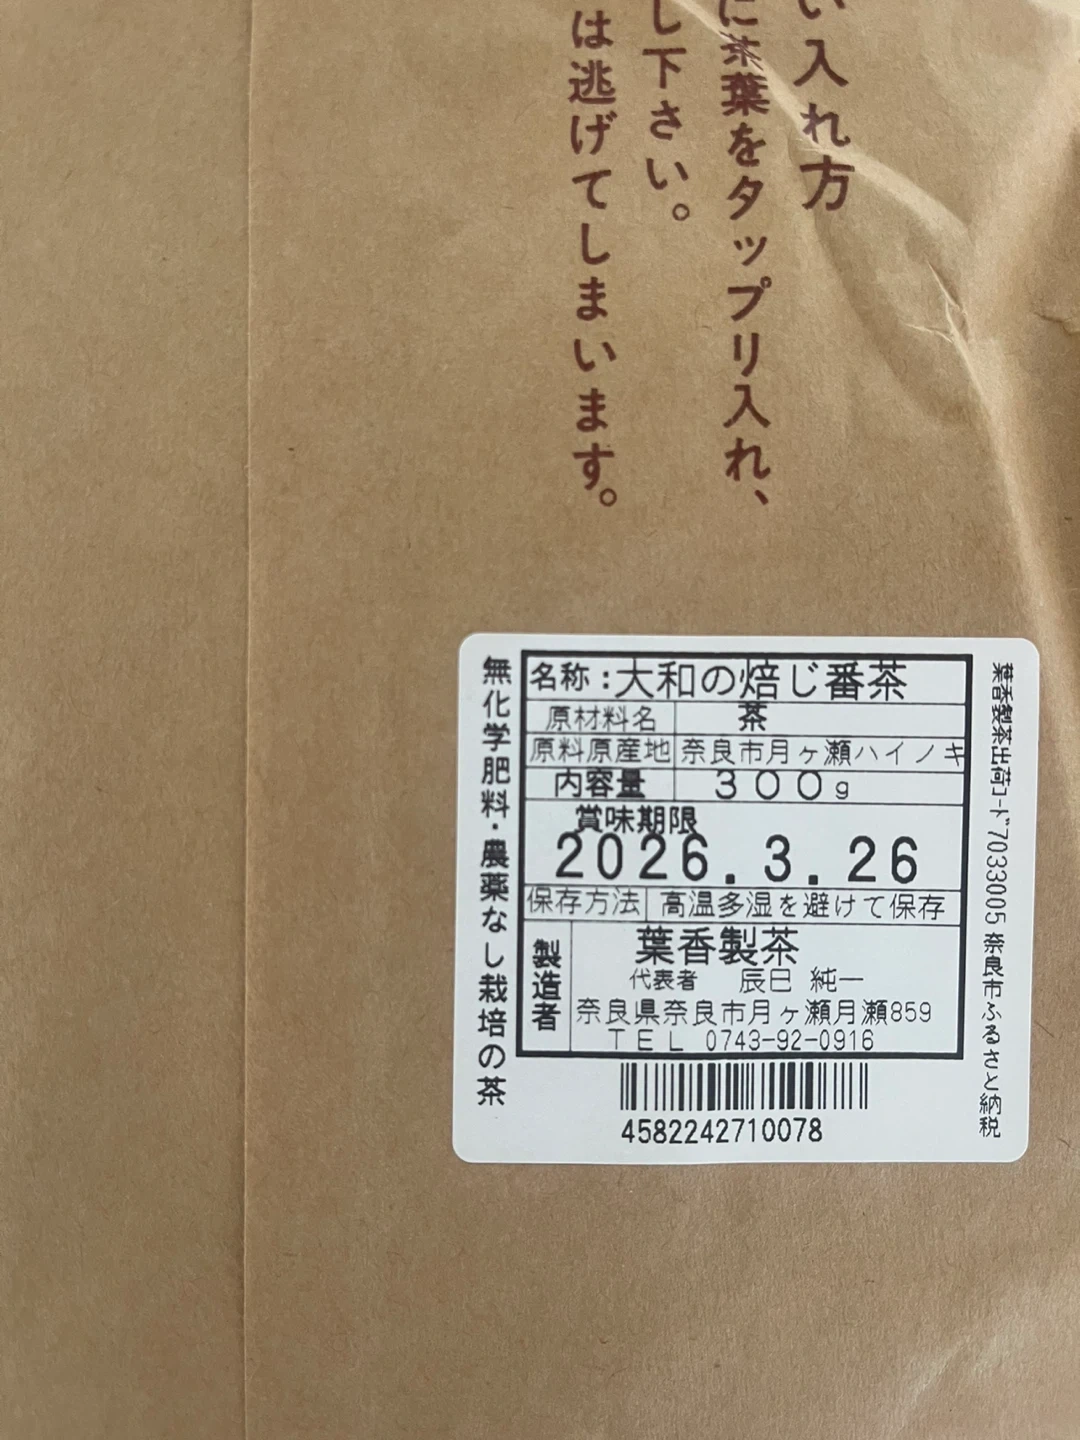 い入れ方
に茶葉をタップリ入れ、
し下さい。
は逃げてしまいます。
無化学肥料・農薬なし栽培の茶
名称：大和の焙じ番茶
原材料名 茶
原料原産地 奈良市月ヶ瀬ハイノキ
内容量 300g
賞味期限
2026.3.26
保存方法 高温多湿を避けて保存
製造者
葉香製茶
代表者 辰巳 純一
奈良県奈良市月ヶ瀬月瀬859
TEL 0743-92-0916
4582242710078
葉香製茶出荷コード7033005 奈良市ふるさと納税